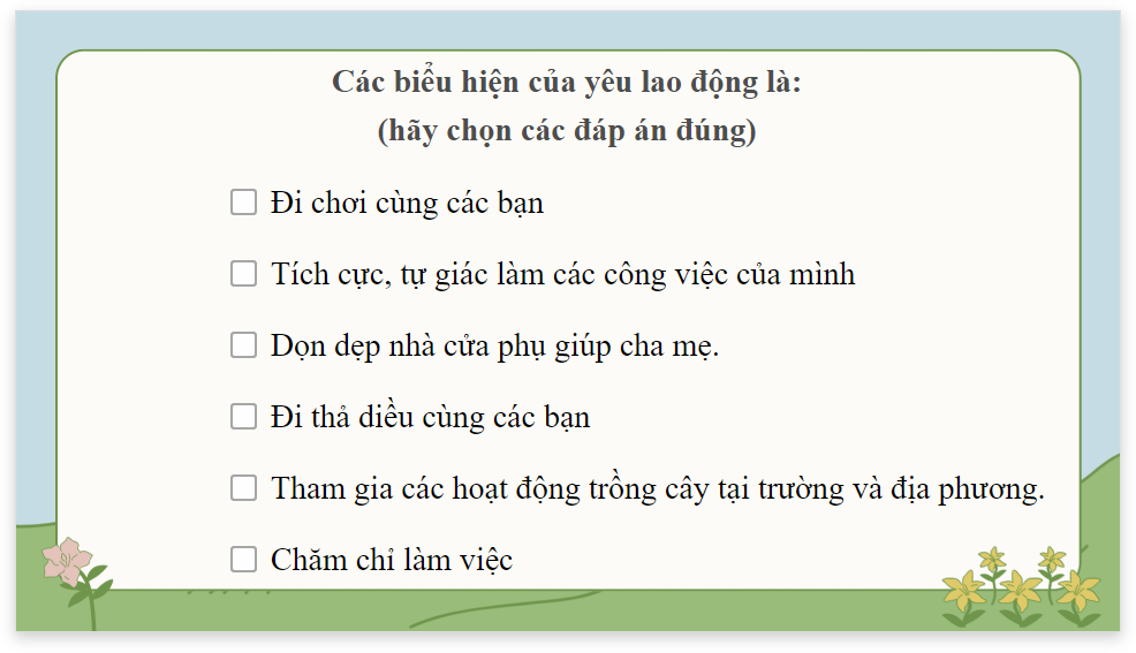 Các biểu hiện của yêu lao động là:
(hãy chọn các đáp án đúng)
Đi chơi cùng các bạn
Tích cực, tự giác làm các công việc của mình
Dọn dẹp nhà cửa phụ giúp cha mẹ.
Đi thả diều cùng các bạn
Tham gia các hoạt động trồng cây tại trường và địa phương.
Chăm chỉ làm việc